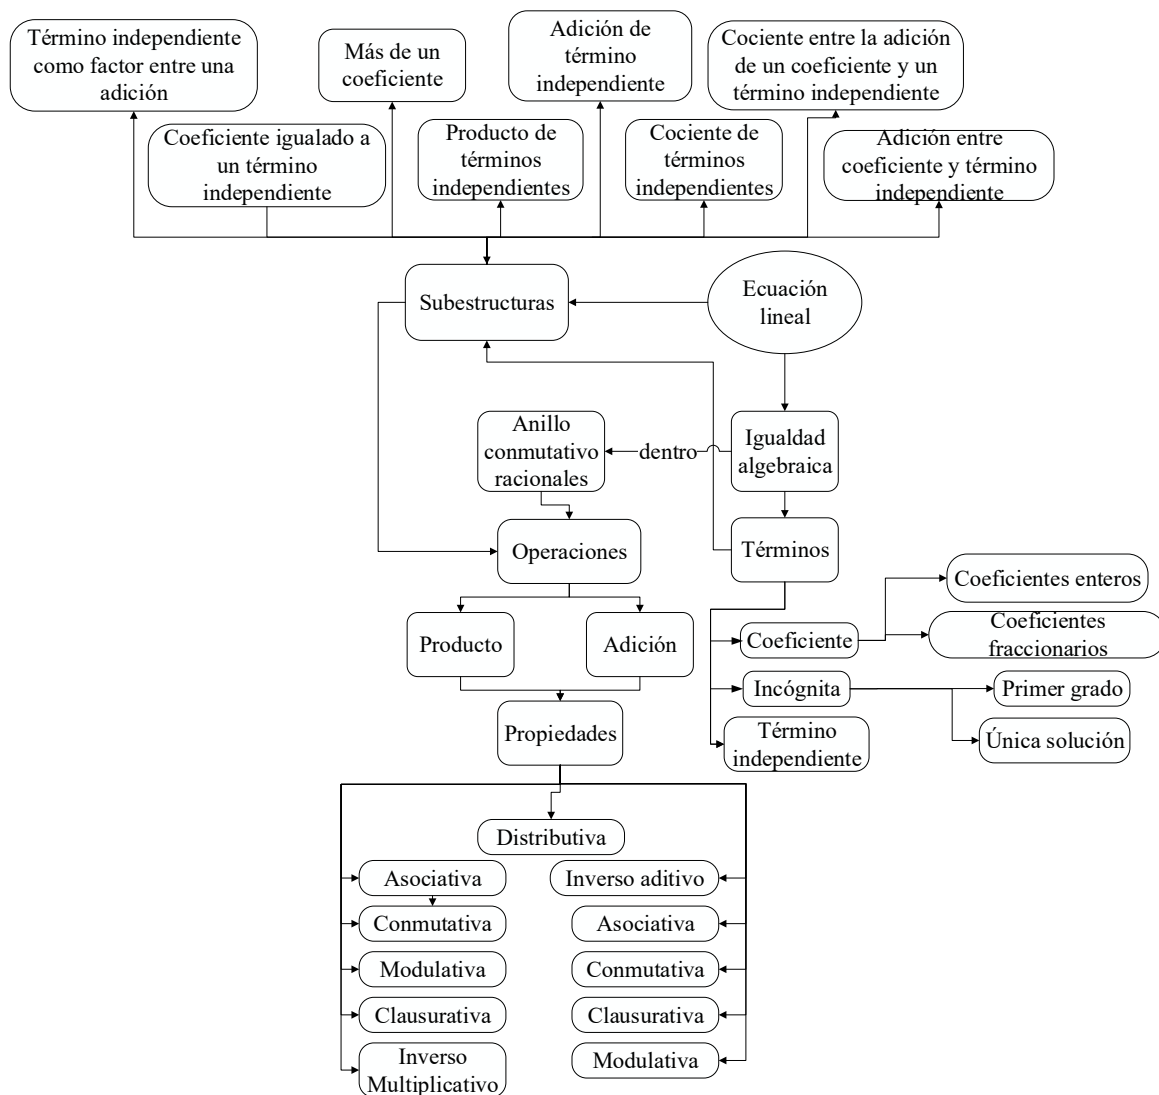 Término independiente
como factor entre una
adición
Más de un
coeficiente
Adición de
término
independiente
Cociente entre la adición
de un coeficiente y un
término independiente
Coeficiente igualado a
un término
independiente
Producto de
términos
independientes
Cociente de
términos
independientes
Adición entre
coeficiente y término
independiente
Subestructuras
Ecuación
lineal
Anillo
conmutativo
racionales
dentro
Igualdad
algebraica
Operaciones
Términos
Producto
Adición
Coeficiente
Coeficientes enteros
Coeficientes
fraccionarios
Incógnita
Primer grado
Única solución
Término
independiente
Propiedades
Distributiva
Asociativa
Conmutativa
Modulativa
Clausurativa
Inverso
Multiplicativo
Inverso aditivo
Asociativa
Conmutativa
Clausurativa
Modulativa